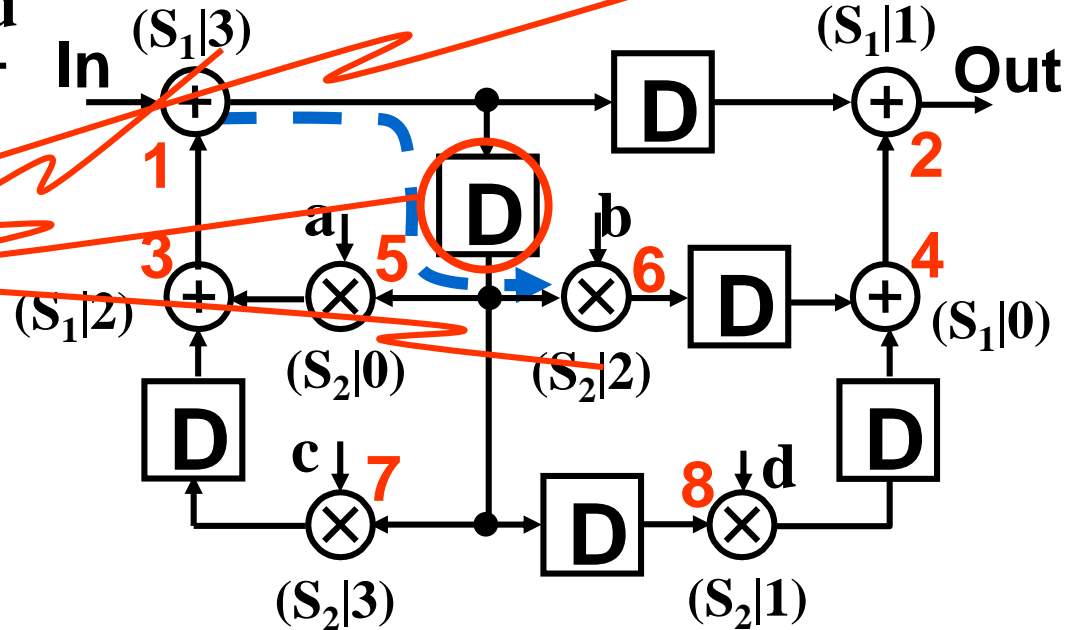 (S₁|3)
(S₁|1)
In
+
D
+
Out
1
2
D
a
b
5
6
3
4
+
×
×
D
+
(S₁|2)
(S₁|0)
(S₂|0)
(S₂|2)
D
D
c
7
8
d
×
D
×
(S₂|3)
(S₂|1)